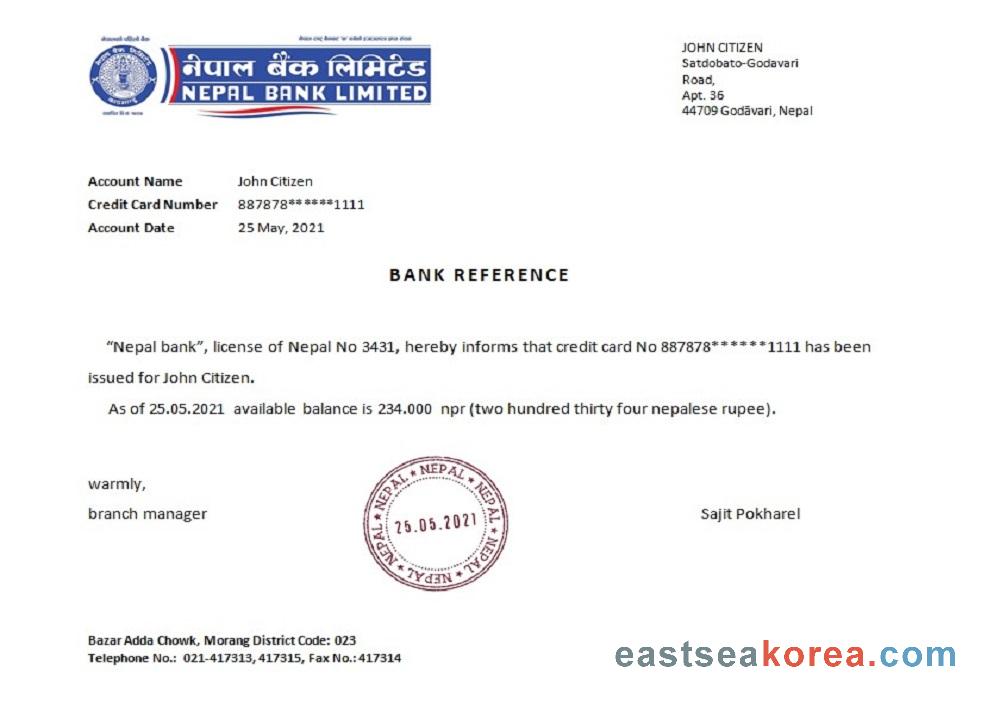 नेपाल बैंक लिमिटेड
NEPAL BANK LIMITED
JOHN CITIZEN
Satdobato-Godavari
Road,
Apt. 36
44709 Godāvari, Nepal
Account Name John Citizen
Credit Card Number 887878******1111
Account Date 25 May, 2021
BANK REFERENCE
“Nepal bank”, license of Nepal No 3431, hereby informs that credit card No 887878******1111 has been
issued for John Citizen.
As of 25.05.2021 available balance is 234.000 npr (two hundred thirty four nepalese rupee).
warmly,
branch manager
NEPAL ★ NEPAL ★ NEPAL ★ NEPAL ★ NEPAL ★ NEPAL ★
25.05.2021
Sajit Pokharel
Bazar Adda Chowk, Morang District Code: 023
Telephone No.: 021-417313, 417315, Fax No.: 417314
eastseakorea.com